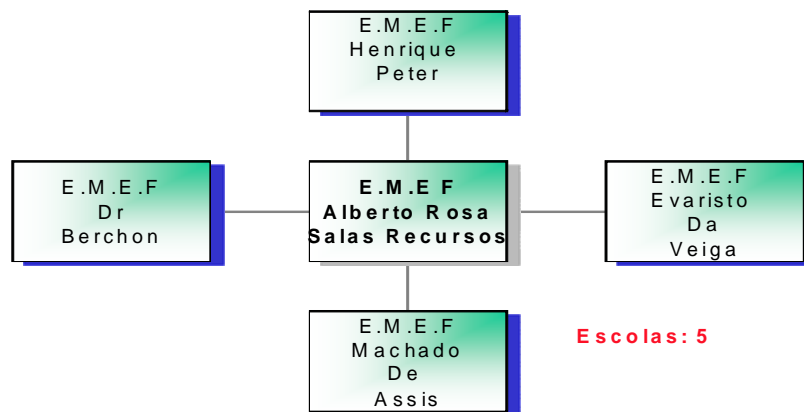 E.M.E.F
Henrique
Peter
E.M.E.F
Dr
Berchon
E.M.E F
Alberto Rosa
Salas Recursos
E.M.E.F
Evaristo
Da
Veiga
E.M.E.F
Machado
De
Assis
Escolas: 5